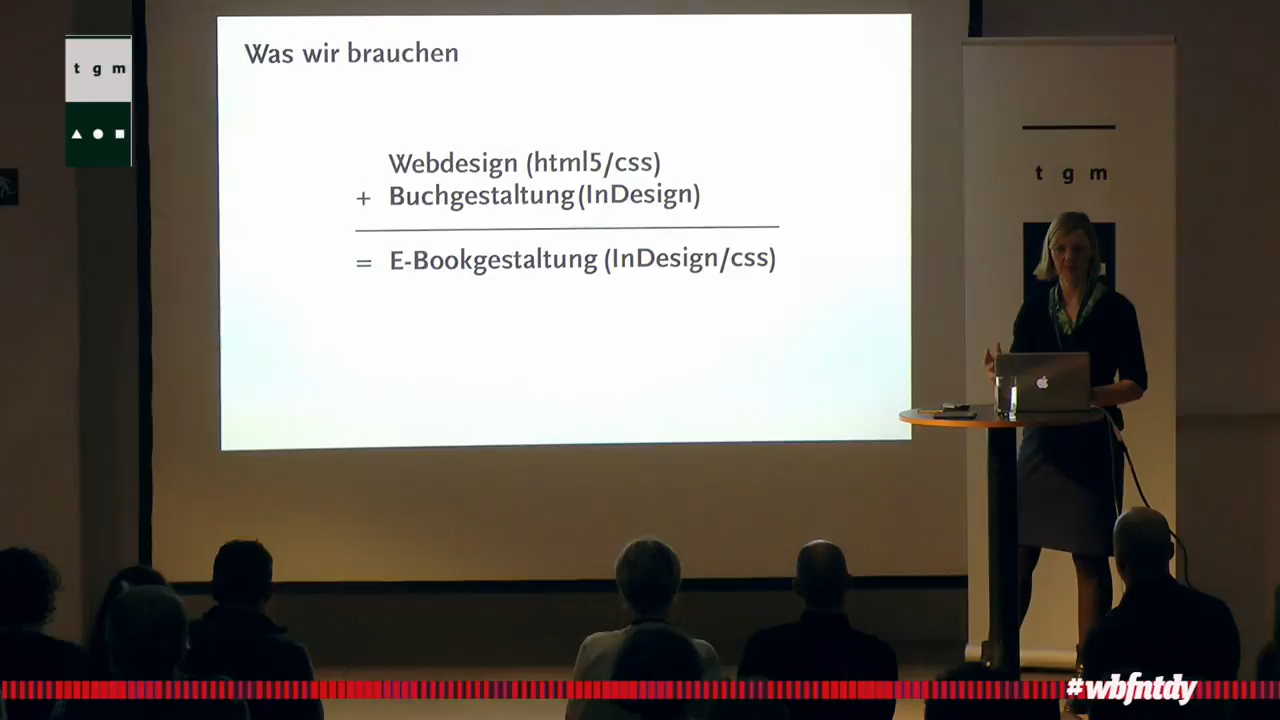 Was wir brauchen
t g m
Webdesign (html5/css)
+ Buchgestaltung (InDesign)
= E-Bookgestaltung (InDesign/css)
t g m
#wbfntdy